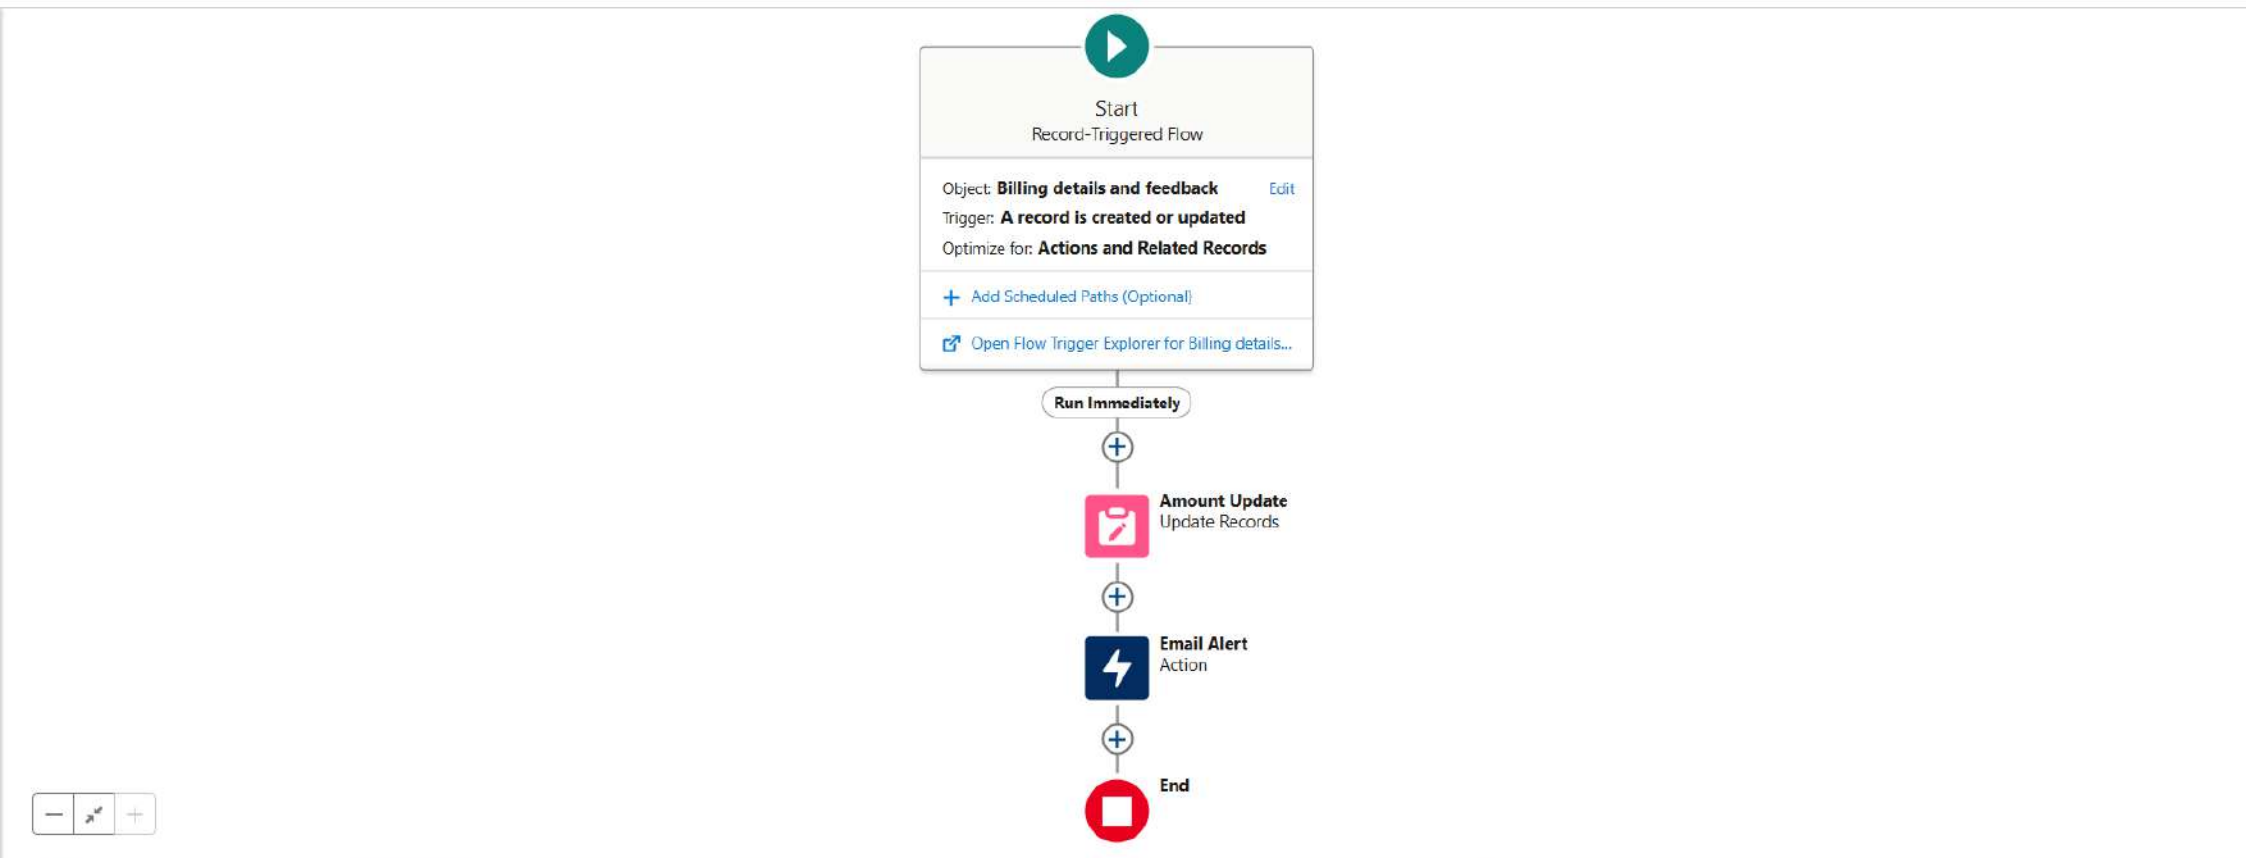 Start
Record-Triggered Flow
Object: Billing details and feedback Edit
Trigger: A record is created or updated
Optimize for: Actions and Related Records
Add Scheduled Paths (Optional)
Open Flow Trigger Explorer for Billing details...
Run Immediately
Amount Update
Update Records
Email Alert
Action
End